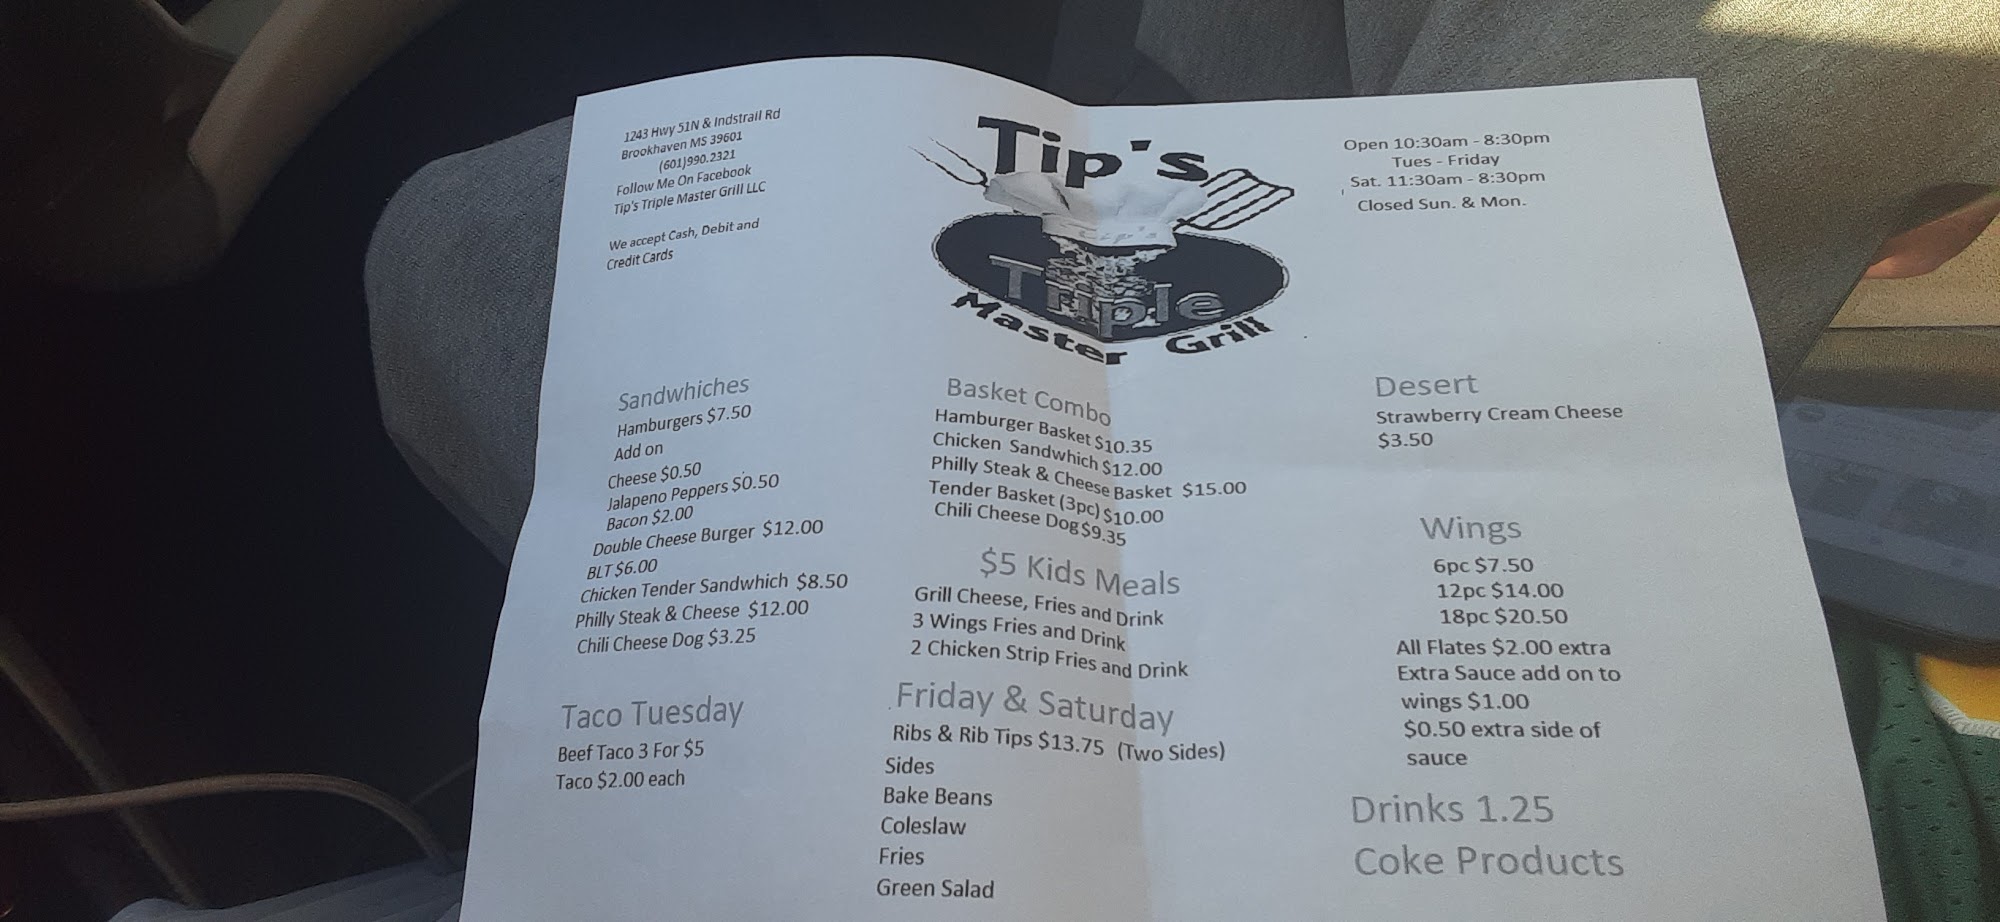 1243 Hwy 51N & Indstrail Rd
Brookhaven MS 39601
(601)990.2321
Follow Me On Facebook
Tip's Triple Master Grill LLC
We accept Cash, Debit and
Credit Cards
Tip's
Tip's
Triple
Master Grill
Open 10:30am - 8:30pm
Tues - Friday
Sat. 11:30am - 8:30pm
Closed Sun. & Mon.
Sandwhiches
Hamburgers $7.50
Add on
Cheese $0.50
Jalapeno Peppers $0.50
Bacon $2.00
Double Cheese Burger $12.00
BLT $6.00
Chicken Tender Sandwhich $8.50
Philly Steak & Cheese $12.00
Chili Cheese Dog $3.25
Taco Tuesday
Beef Taco 3 For $5
Taco $2.00 each
Basket Combo
Hamburger Basket $10.35
Chicken Sandwhich $12.00
Philly Steak & Cheese Basket $15.00
Tender Basket (3pc) $10.00
Chili Cheese Dog $9.35
$5 Kids Meals
Grill Cheese, Fries and Drink
3 Wings Fries and Drink
2 Chicken Strip Fries and Drink
Friday & Saturday
Ribs & Rib Tips $13.75 (Two Sides)
Sides
Bake Beans
Coleslaw
Fries
Green Salad
Desert
Strawberry Cream Cheese
$3.50
Wings
6pc $7.50
12pc $14.00
18pc $20.50
All Flates $2.00 extra
Extra Sauce add on to
wings $1.00
$0.50 extra side of
sauce
Drinks 1.25
Coke Products